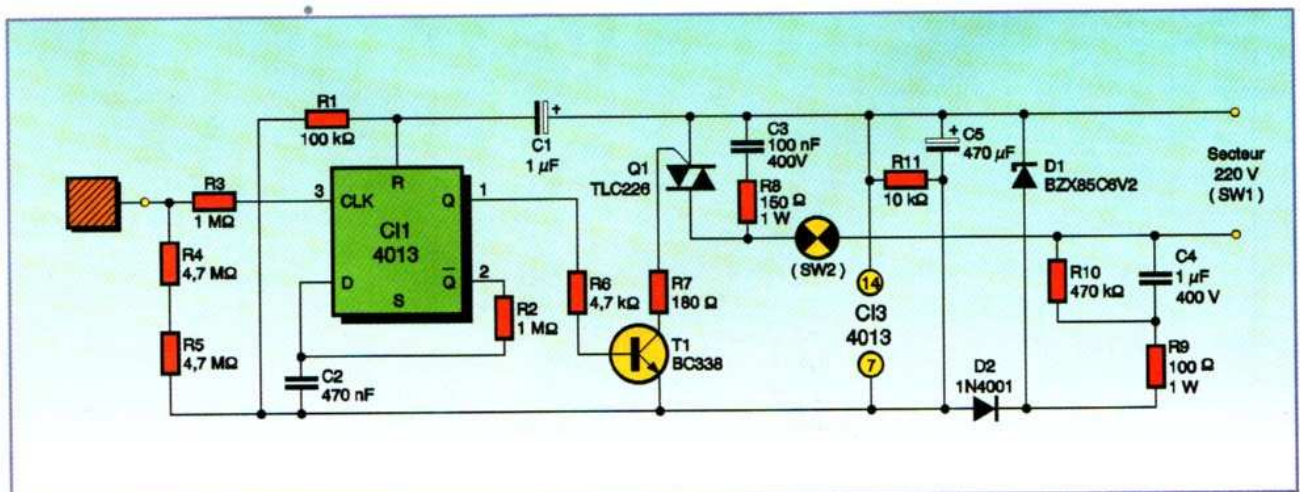 R1
100 kΩ
R3
1 MΩ
3
CLK
R
Q
1
CI1
4013
D
S
Q
2
R4
4,7 MΩ
R5
4,7 MΩ
C2
470 nF
R2
1 MΩ
C1
1 µF
+
R6
4,7 kΩ
R7
180 Ω
T1
BC338
Q1
TLC226
C3
100 nF
400V
R8
150 Ω
1 W
(SW2)
R11
10 kΩ
14
CI3
4013
7
+
C5
470 µF
D1
BZX85C6V2
D2
1N4001
Secteur
220 V
(SW1)
R10
470 kΩ
C4
1 µF
400 V
R9
100 Ω
1 W